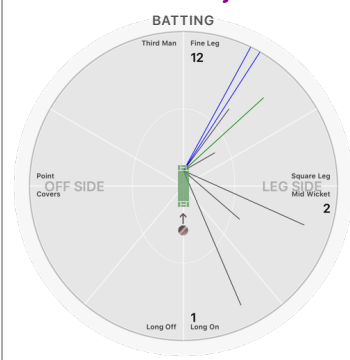 BATTING
Third Man Fine Leg
12
Point Square Leg
OFF SIDE LEG SIDE
Covers Mid Wicket
2
1
Long Off Long On